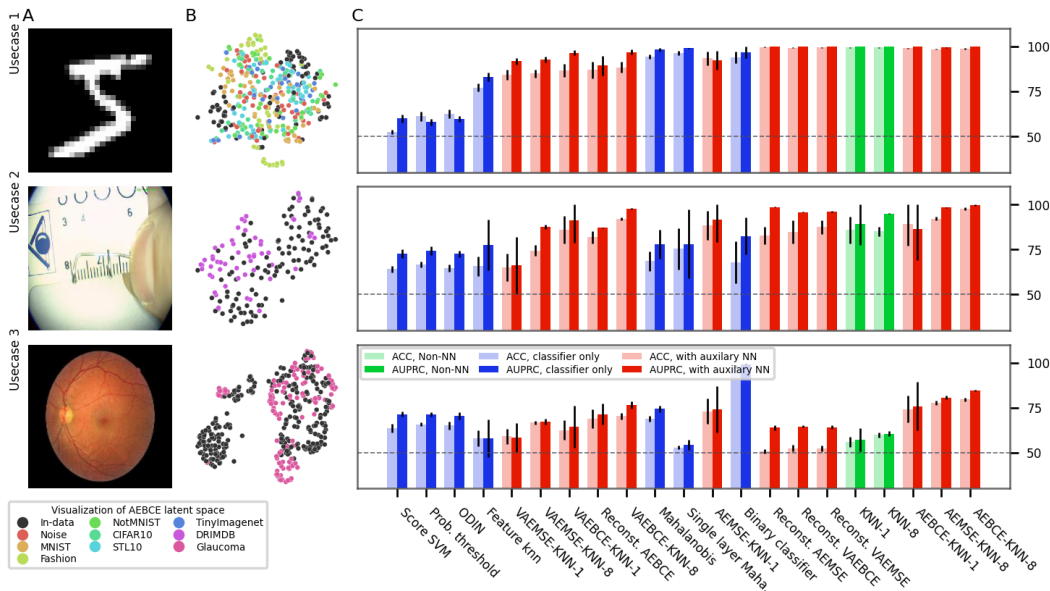 A
B
C
Usecase 1
100
75
50
Usecase 2
3
4
6
8
4
100
75
50
Usecase 3
ACC, Non-NN
ACC, classifier only
ACC, with auxilary NN
AUPRC, Non-NN
AUPRC, classifier only
AUPRC, with auxilary NN
100
75
50
Visualization of AEBCE latent space
In-data
NotMNIST
TinyImagenet
Noise
CIFAR10
DRIMDB
MNIST
STL10
Glaucoma
Fashion
Score SVM
Prob. threshold
ODIN
Feature knn
VAEMSE-KNN-1
VAEMSE-KNN-8
VAEBCE-KNN-1
Reconst. AEBCE
VAEBCE-KNN-8
Mahalanobis
Single layer Maha.
AEMSE-KNN-1
Binary Classifier
Reconst. AEMSE
Reconst. VAEBCE
Reconst. VAEMSE
KNN-1
KNN-8
AEBCE-KNN-1
AEMSE-KNN-8
AEBCE-KNN-8